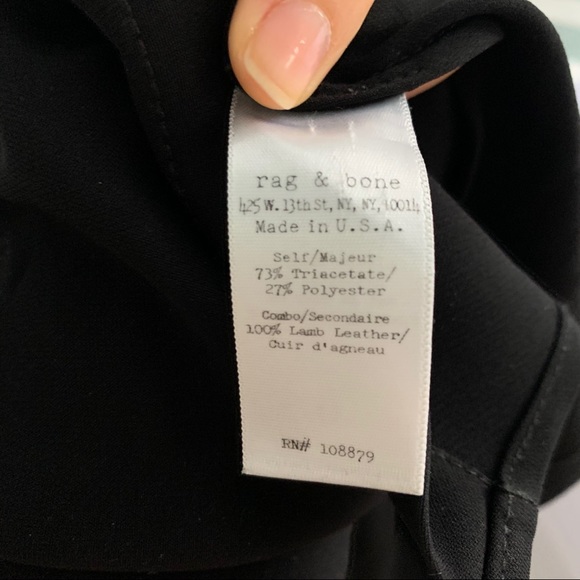 rag & bone
425 W. 13th St, NY, NY, 10014
Made in U.S.A.
Self/Majeur
73% Triacetate/
27% Polyester
Combo/Secondaire
100% Lamb Leather/
Cuir d'agneau
RN# 108879